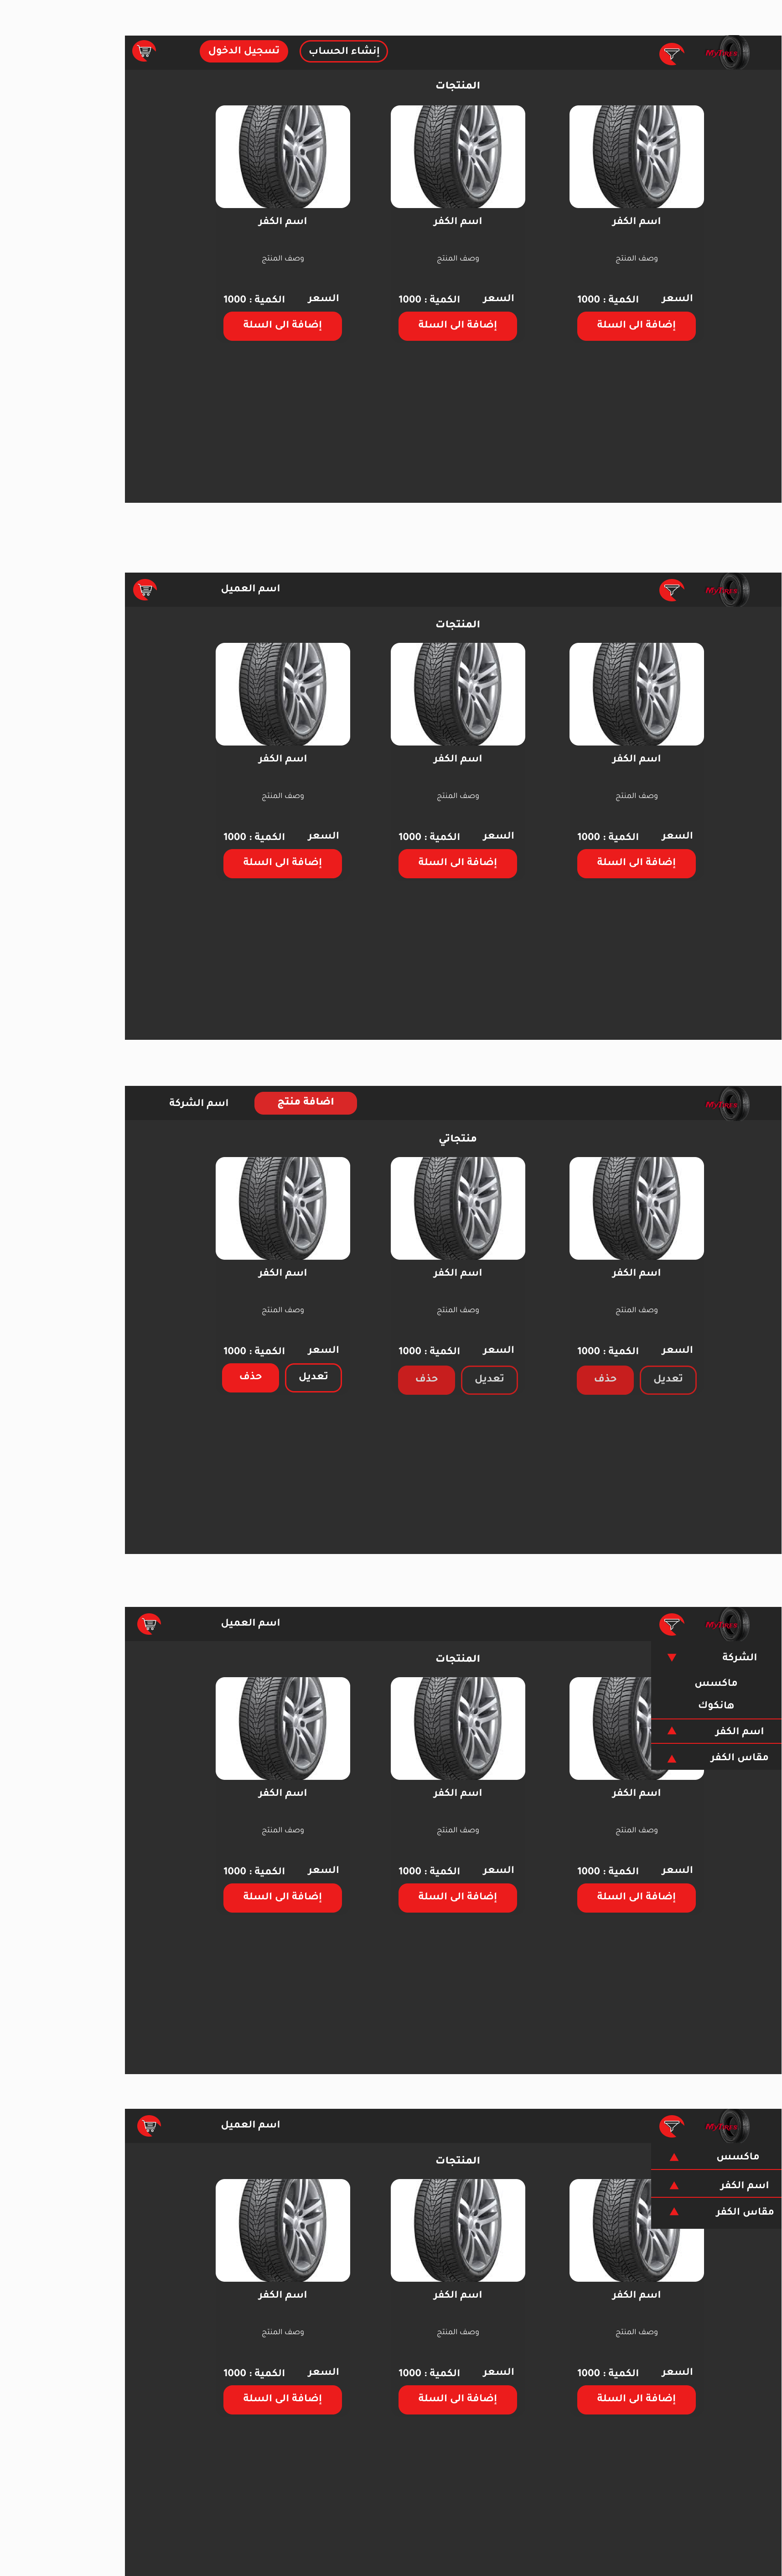 إنشاء الحساب
تسجيل الدخول
المنتجات
اسم الكفر
اسم الكفر
اسم الكفر
وصف المنتج
وصف المنتج
وصف المنتج
السعر
الكمية : 1000
السعر
الكمية : 1000
السعر
الكمية : 1000
إضافة الى السلة
إضافة الى السلة
إضافة الى السلة
اسم العميل
المنتجات
اسم الكفر
اسم الكفر
اسم الكفر
وصف المنتج
وصف المنتج
وصف المنتج
السعر
الكمية : 1000
السعر
الكمية : 1000
السعر
الكمية : 1000
إضافة الى السلة
إضافة الى السلة
إضافة الى السلة
اضافة منتج
اسم الشركة
منتجاتي
اسم الكفر
اسم الكفر
اسم الكفر
وصف المنتج
وصف المنتج
وصف المنتج
السعر
الكمية : 1000
السعر
الكمية : 1000
السعر
الكمية : 1000
تعديل
حذف
تعديل
حذف
تعديل
حذف
اسم العميل
الشركة
ماكسس
هانكوك
اسم الكفر
مقاس الكفر
المنتجات
اسم الكفر
اسم الكفر
اسم الكفر
وصف المنتج
وصف المنتج
وصف المنتج
السعر
الكمية : 1000
السعر
الكمية : 1000
السعر
الكمية : 1000
إضافة الى السلة
إضافة الى السلة
إضافة الى السلة
اسم العميل
ماكسس
اسم الكفر
مقاس الكفر
المنتجات
اسم الكفر
اسم الكفر
اسم الكفر
وصف المنتج
وصف المنتج
وصف المنتج
السعر
الكمية : 1000
السعر
الكمية : 1000
السعر
الكمية : 1000
إضافة الى السلة
إضافة الى السلة
إضافة الى السلة